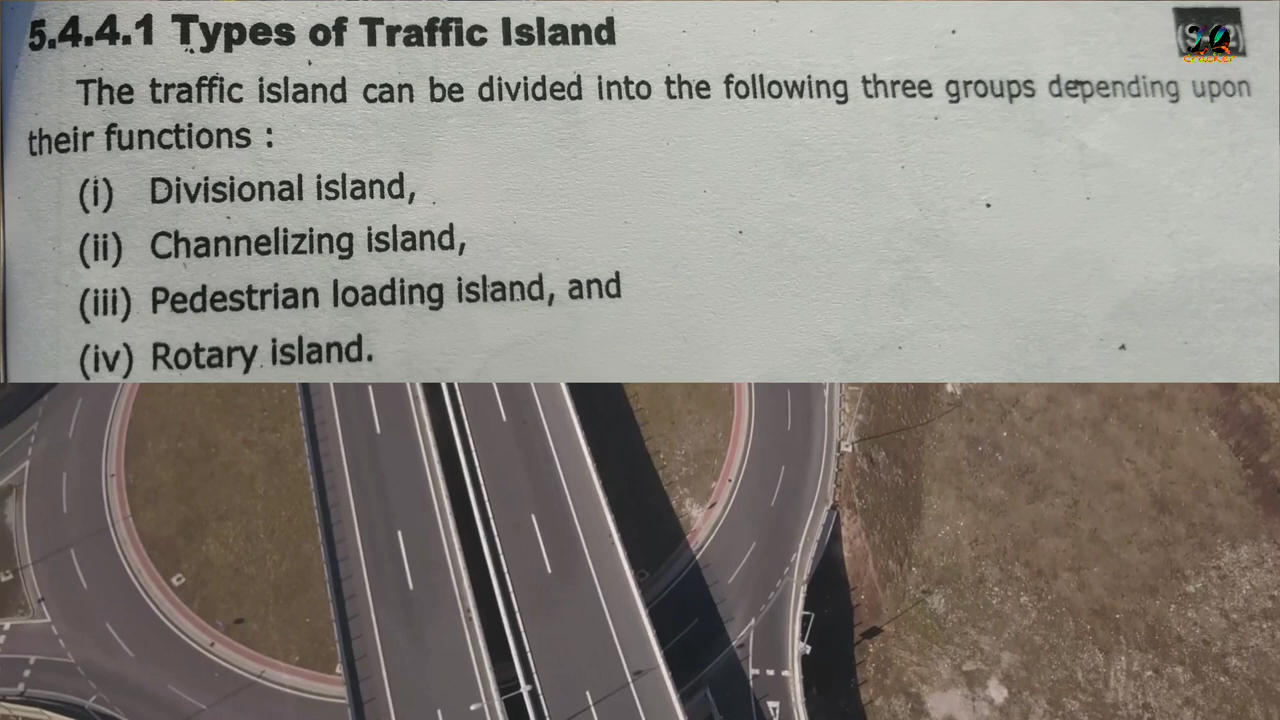 5.4.4.1 Types of Traffic Island
The traffic island can be divided into the following three groups depending upon
their functions :
(i) Divisional island,
(ii) Channelizing island,
(iii) Pedestrian loading island, and
(iv) Rotary island.